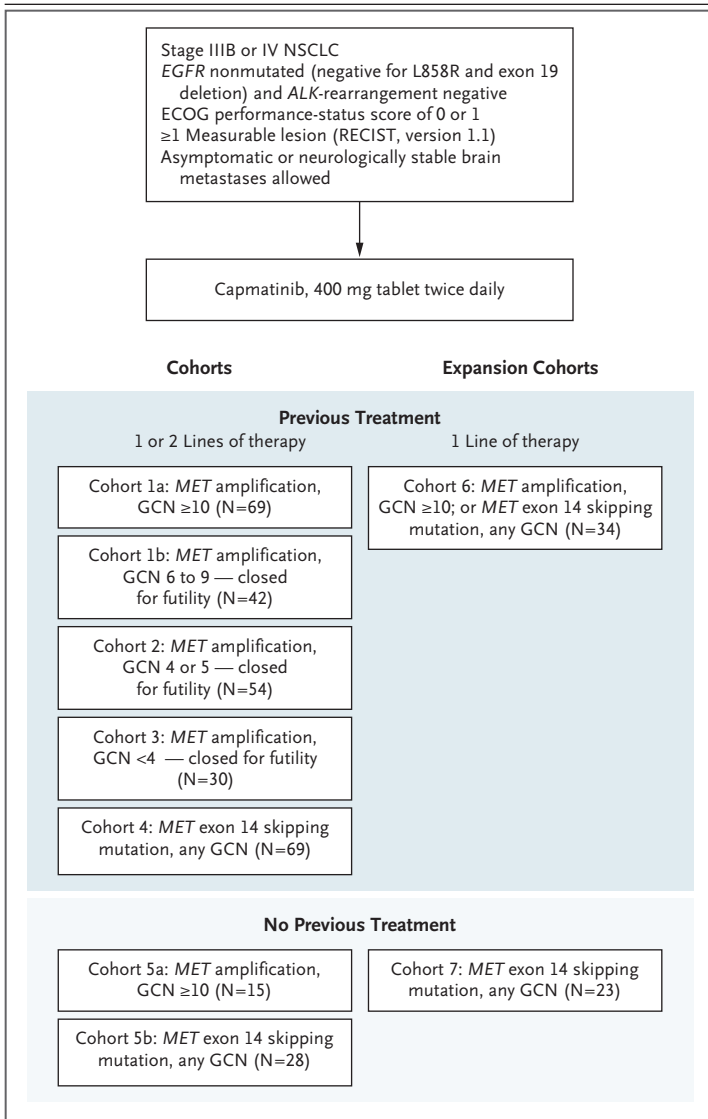 Stage IIIB or IV NSCLC
EGFR nonmutated (negative for L858R and exon 19
deletion) and ALK-rearrangement negative
ECOG performance-status score of 0 or 1
≥1 Measurable lesion (RECIST, version 1.1)
Asymptomatic or neurologically stable brain
metastases allowed
Capmatinib, 400 mg tablet twice daily
Cohorts
Expansion Cohorts
Previous Treatment
1 or 2 Lines of therapy
1 Line of therapy
Cohort 1a: MET amplification,
GCN ≥10 (N=69)
Cohort 6: MET amplification,
GCN ≥10; or MET exon 14 skipping
mutation, any GCN (N=34)
Cohort 1b: MET amplification,
GCN 6 to 9 — closed
for futility (N=42)
Cohort 2: MET amplification,
GCN 4 or 5 — closed
for futility (N=54)
Cohort 3: MET amplification,
GCN <4 — closed for futility
(N=30)
Cohort 4: MET exon 14 skipping
mutation, any GCN (N=69)
No Previous Treatment
Cohort 5a: MET amplification,
GCN ≥10 (N=15)
Cohort 7: MET exon 14 skipping
mutation, any GCN (N=23)
Cohort 5b: MET exon 14 skipping
mutation, any GCN (N=28)